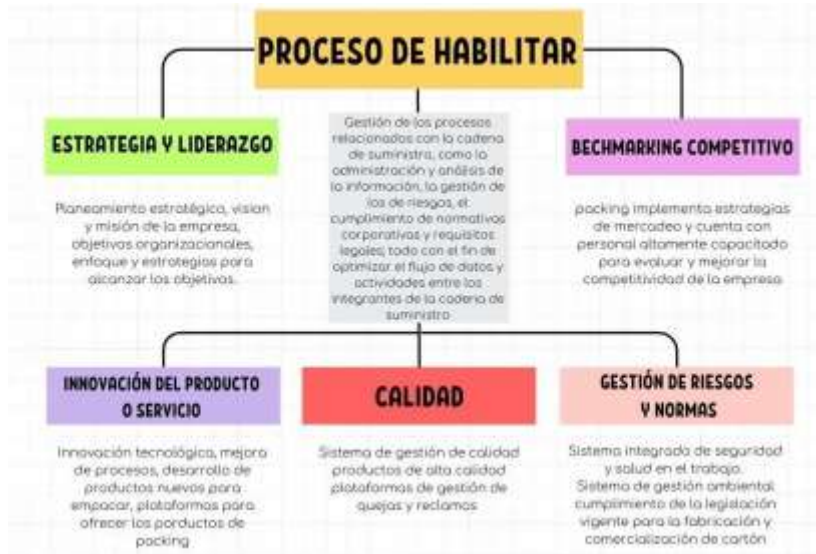 PROCESO DE HABILITAR
ESTRATEGIA Y LIDERAZGO
Planeamiento estratégico, vision
y misión de la empresa,
objetivos organizacionales,
enfoque y estrategias para
alcanzar los objetivos.
Gestión de los procesos
relacionados con la cadena
de suministro, como la
administración y análisis de
la información, la gestión de
los de riesgos, el
cumplimiento de normativas
corporativas y requisitos
legales; todo con el fin de
optimizar el flujo de datos y
actividades entre los
integrantes de la cadena de
suministro
BECHMARKING COMPETITIVO
packing implementa estrategias
de mercadeo y cuenta con
personal altamente capacitado
para evaluar y mejorar la
competitividad de la empresa
INNOVACIÓN DEL PRODUCTO
O SERVICIO
Innovación tecnológica, mejora
de procesos, desarrollo de
productos nuevos para
empacar, plataformas para
ofrecer los porductos de
packing
CALIDAD
Sistema de gestión de calidad
productos de alta calidad
plataformas de gestión de
quejas y reclamos
GESTIÓN DE RIESGOS
Y NORMAS
Sistema integrado de seguridad
y salud en el trabajo.
Sistema de gestión ambiental
cumplimiento de la legislación
vigente para la fabricación y
comercialización de cartón